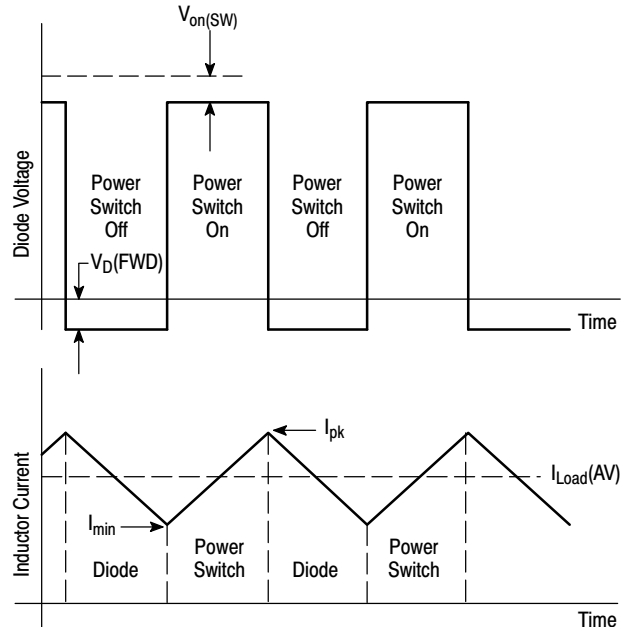 Von(SW)
Diode Voltage
Power
Switch
Off
Power
Switch
On
Power
Switch
Off
Power
Switch
On
VD(FWD)
Time
Inductor Current
Ipk
ILoad(AV)
Imin
Diode
Power
Switch
Diode
Power
Switch
Time